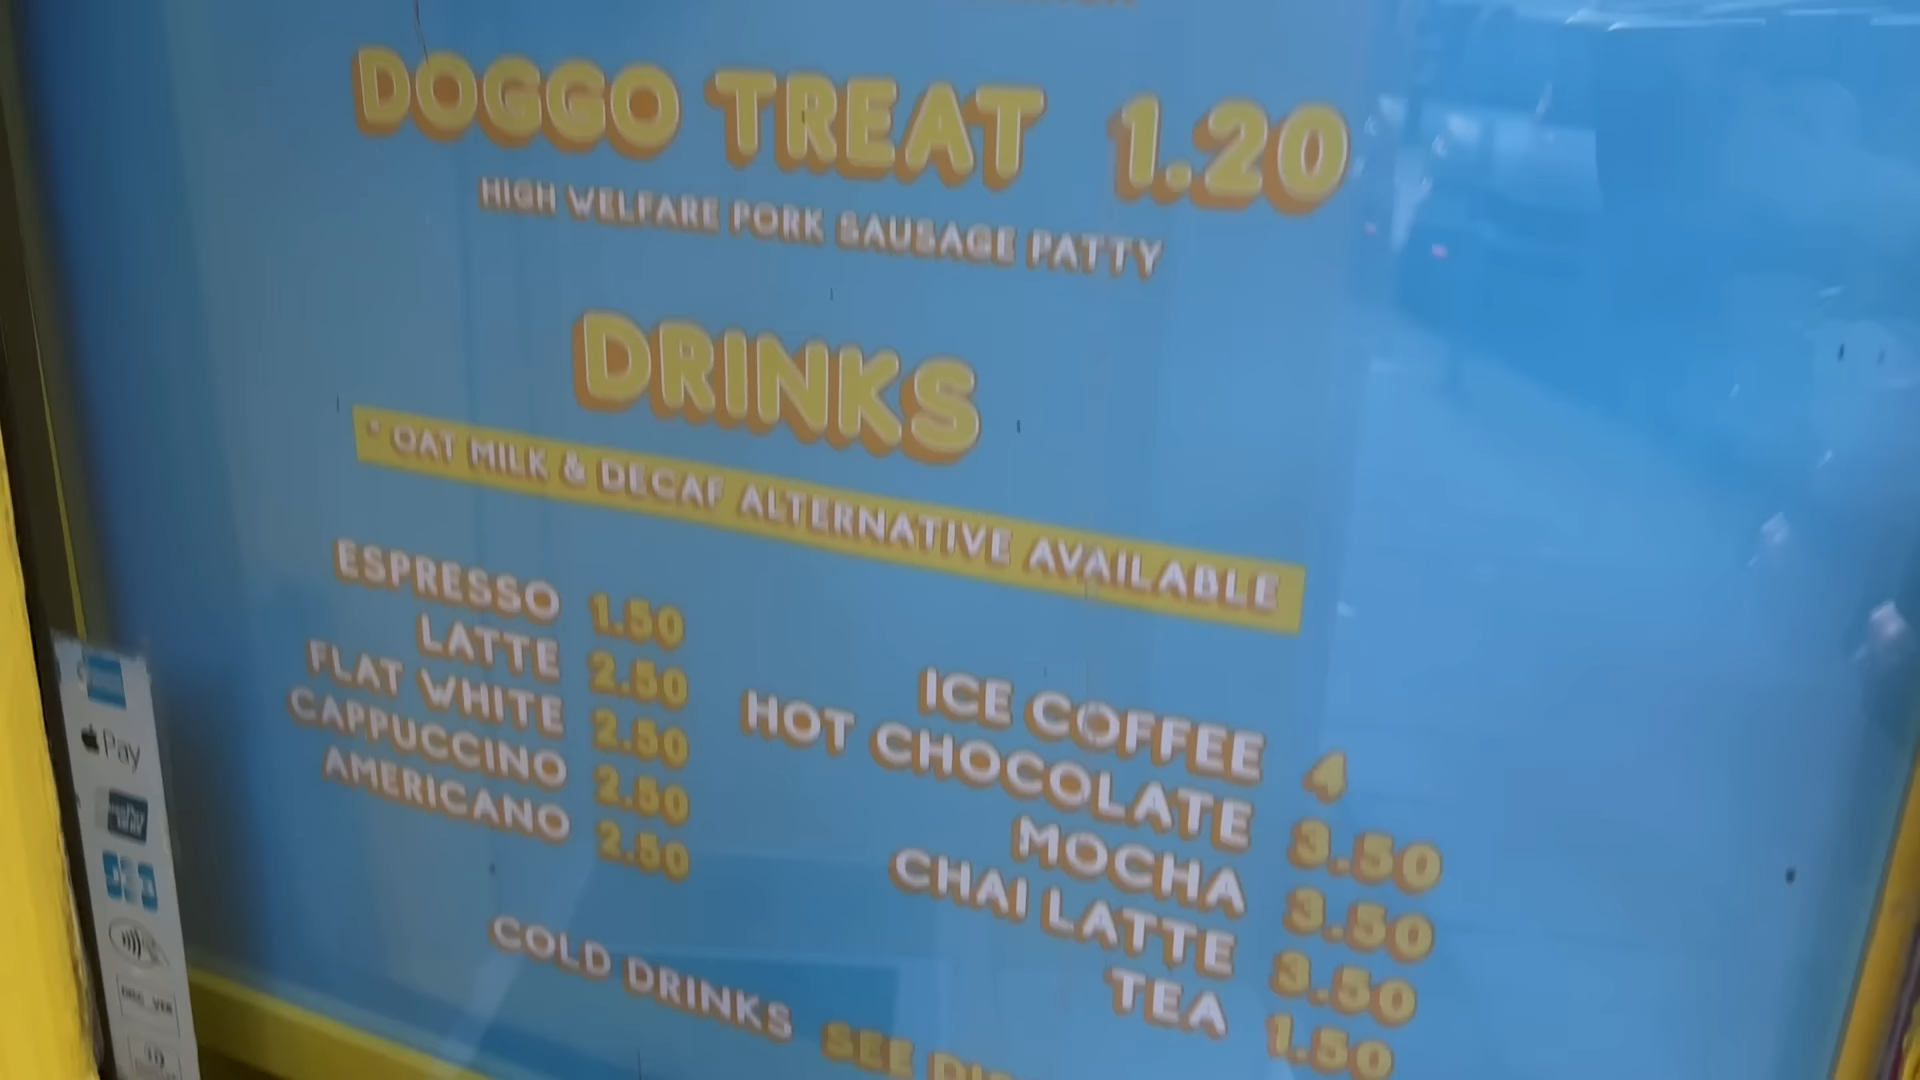 DOGGO TREAT 1.20
HIGH WELFARE PORK SAUSAGE PATTY
DRINKS
* OAT MILK & DECAF ALTERNATIVE AVAILABLE
ESPRESSO 1.50
LATTE 2.50
FLAT WHITE 2.50
CAPPUCCINO 2.50
AMERICANO 2.50
ICE COFFEE 4
HOT CHOCOLATE 3.50
MOCHA 3.50
CHAI LATTE 3.50
TEA 1.50
COLD DRINKS SEE
Pay